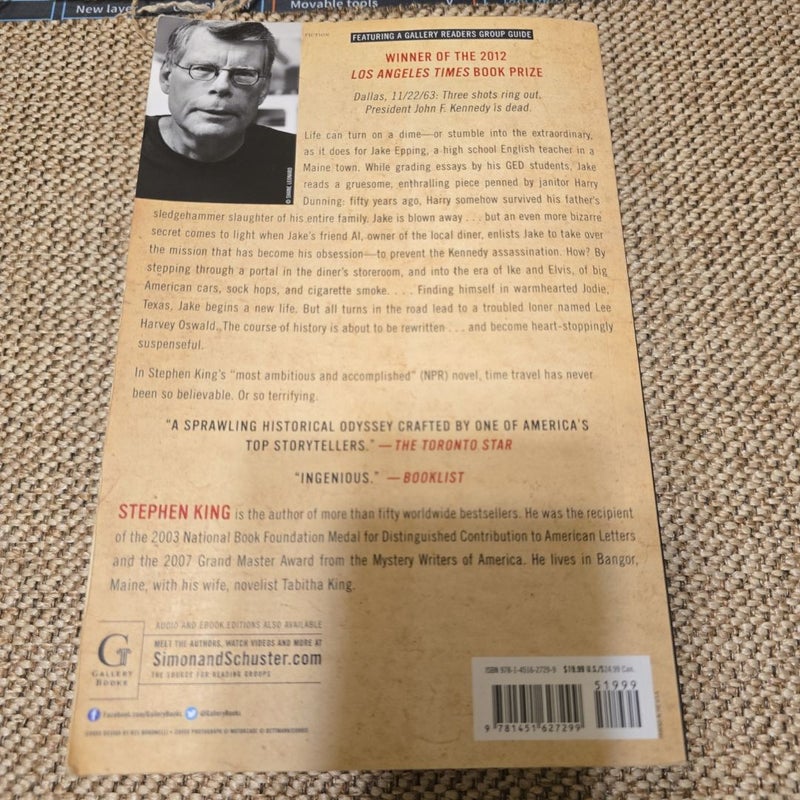 New laye
Movable tools
FICTION
FEATURING A GALLERY READERS GROUP GUIDE
WINNER OF THE 2012
LOS ANGELES TIMES BOOK PRIZE
Dallas, 11/22/63: Three shots ring out.
President John F. Kennedy is dead.
Life can turn on a dime—or stumble into the extraordinary,
as it does for Jake Epping, a high school English teacher in a
Maine town. While grading essays by his GED students, Jake
reads a gruesome, enthralling piece penned by janitor Harry
Dunning: fifty years ago, Harry somehow survived his father's
sledgehammer slaughter of his entire family. Jake is blown away . . . but an even more bizarre
secret comes to light when Jake's friend Al, owner of the local diner, enlists Jake to take over
the mission that has become his obsession—to prevent the Kennedy assassination. How? By
stepping through a portal in the diner's storeroom, and into the era of Ike and Elvis, of big
American cars, sock hops, and cigarette smoke. . . . Finding himself in warmhearted Jodie,
Texas, Jake begins a new life. But all turns in the road lead to a troubled loner named Lee
Harvey Oswald. The course of history is about to be rewritten . . . and become heart-stoppingly
suspenseful.
In Stephen King's "most ambitious and accomplished" (NPR) novel, time travel has never
been so believable. Or so terrifying.
"A SPRAWLING HISTORICAL ODYSSEY CRAFTED BY ONE OF AMERICA'S
TOP STORYTELLERS." —THE TORONTO STAR
"INGENIOUS." —BOOKLIST
STEPHEN KING is the author of more than fifty worldwide bestsellers. He was the recipient
of the 2003 National Book Foundation Medal for Distinguished Contribution to American Letters
and the 2007 Grand Master Award from the Mystery Writers of America. He lives in Bangor,
Maine, with his wife, novelist Tabitha King.
AUDIO AND EBOOK EDITIONS ALSO AVAILABLE
MEET THE AUTHORS, WATCH VIDEOS AND MORE AT
SimonandSchuster.com
THE SOURCE FOR READING GROUPS
G
GALLERY
BOOKS
Facebook.com/GalleryBooks @GalleryBooks
ISBN 978-1-4516-2729-9 $19.99 U.S./$24.99 Can.
51999
9 781451 627299